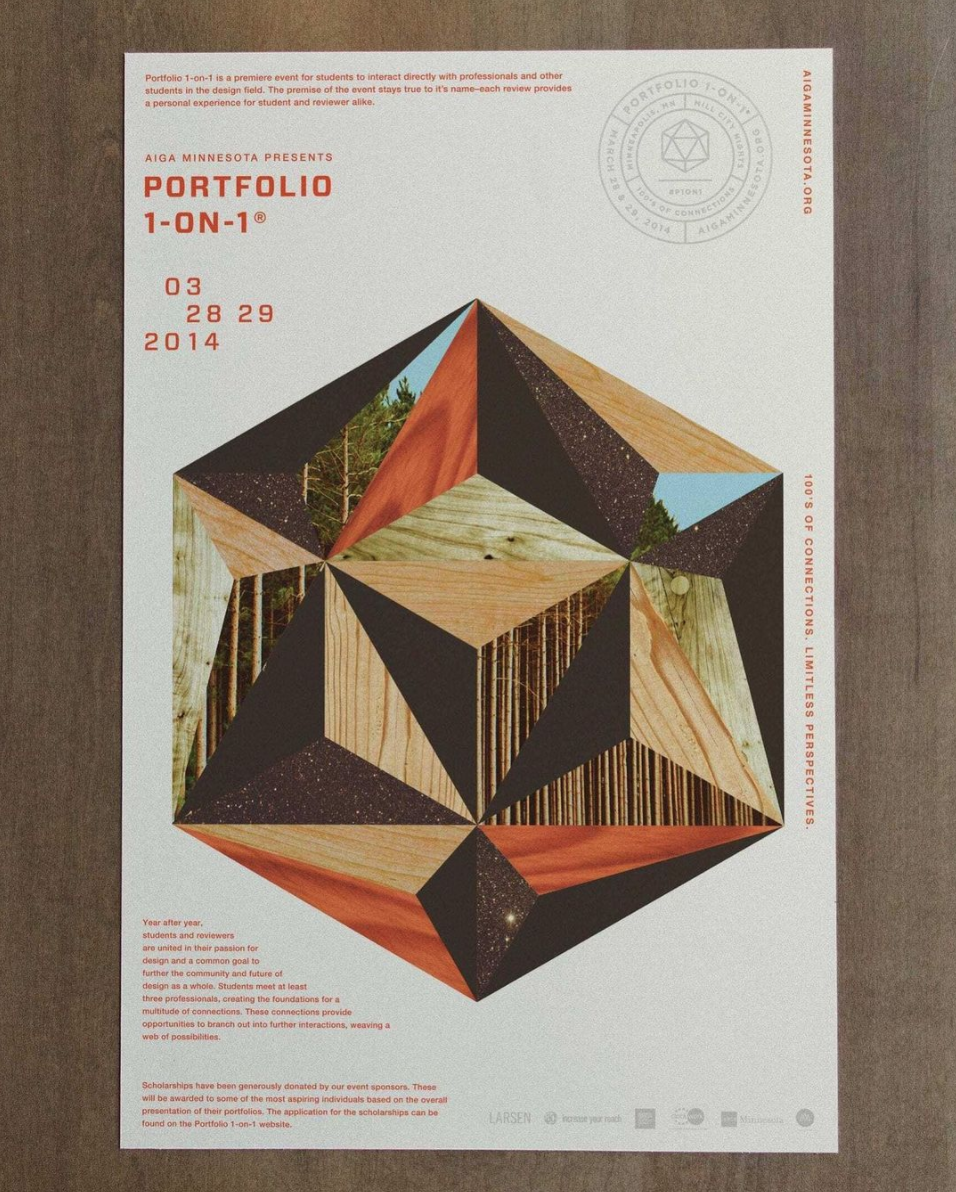 Portfolio 1-on-1 is a premiere event for students to interact directly with professionals and other
students in the design field. The premise of the event stays true to it's name–each review provides
a personal experience for student and reviewer alike.
AIGA MINNESOTA PRESENTS
PORTFOLIO
1-ON-1®
03
28 29
2014
PORTFOLIO 1-ON-1®
AIGAMINNESOTA.ORG
MARCH 28 & 29, 2014
MINNEAPOLIS, MN
MILL CITY NIGHTS
100'S OF CONNECTIONS
#P1ON1
AIGAMINNESOTA.ORG
100'S OF CONNECTIONS. LIMITLESS PERSPECTIVES.
Year after year,
students and reviewers
are united in their passion for
design and a common goal to
further the community and future of
design as a whole. Students meet at least
three professionals, creating the foundations for a
multitude of connections. These connections provide
opportunities to branch out into further interactions, weaving a
web of possibilities.
Scholarships have been generously donated by our event sponsors. These
will be awarded to some of the most aspiring individuals based on the overall
presentation of their portfolios. The application for the scholarships can be
found on the Portfolio 1-on-1 website.
LARSEN
increase your reach
Minnesota